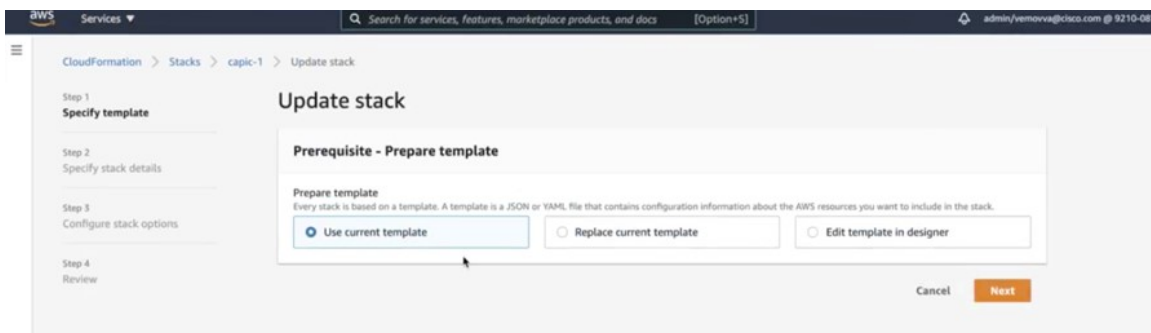 aws Services ▼ Search for services, features, marketplace products, and docs [Option+S] admin/vemovva@cisco.com @ 9210-08
CloudFormation > Stacks > capic-1 > Update stack
Step 1
Specify template
Step 2
Specify stack details
Step 3
Configure stack options
Step 4
Review
Update stack
Prerequisite - Prepare template
Prepare template
Every stack is based on a template. A template is a JSON or YAML file that contains configuration information about the AWS resources you want to include in the stack.
Use current template Replace current template Edit template in designer
Cancel Next